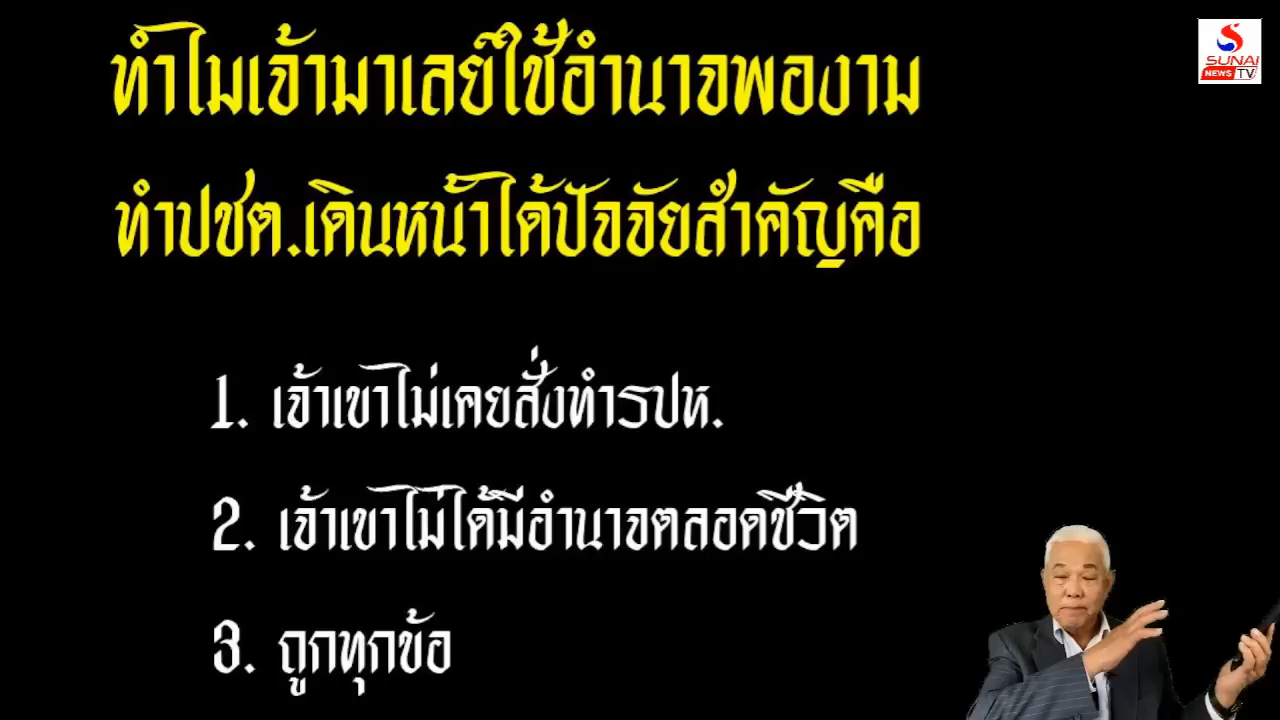 ทำไมเจ้ามาเลย์ใช้อำนาจพองาม
ทำปชต.เดินหน้าได้ปัจจัยสำคัญคือ
1. เจ้าเขาไม่เคยสั่งทำรปห.
2. เจ้าเขาไม่ได้มีอำนาจตลอดชีวิต
3. ถูกทุกข้อ
SUNAI
NEWS TV